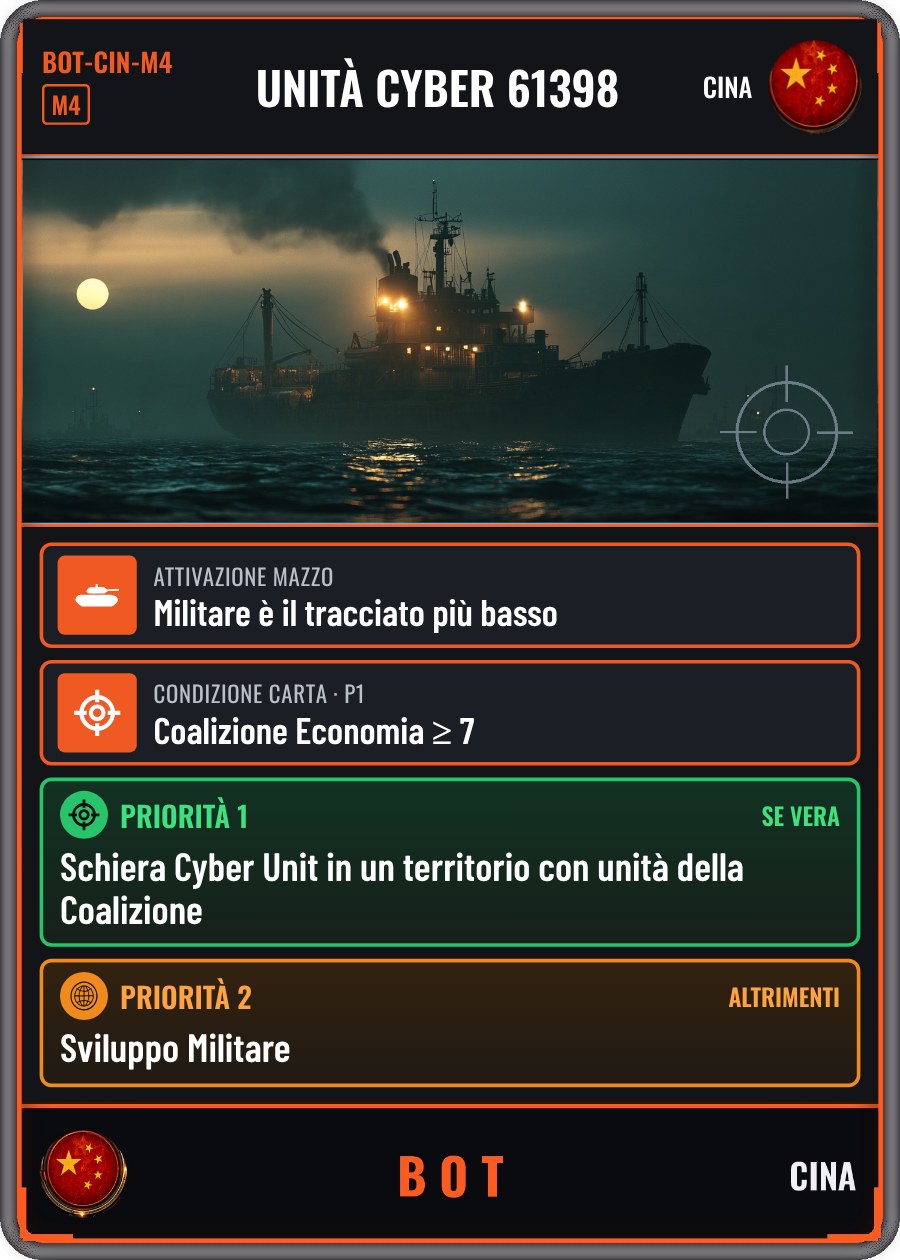 BOT-CIN-M4
M4
UNITÀ CYBER 61398
CINA
ATTIVAZIONE MAZZO
Militare è il tracciato più basso
CONDIZIONE CARTA · P1
Coalizione Economia ≥ 7
PRIORITÀ 1
SE VERA
Schiera Cyber Unit in un territorio con unità della
Coalizione
PRIORITÀ 2
ALTRIMENTI
Sviluppo Militare
BOT
CINA